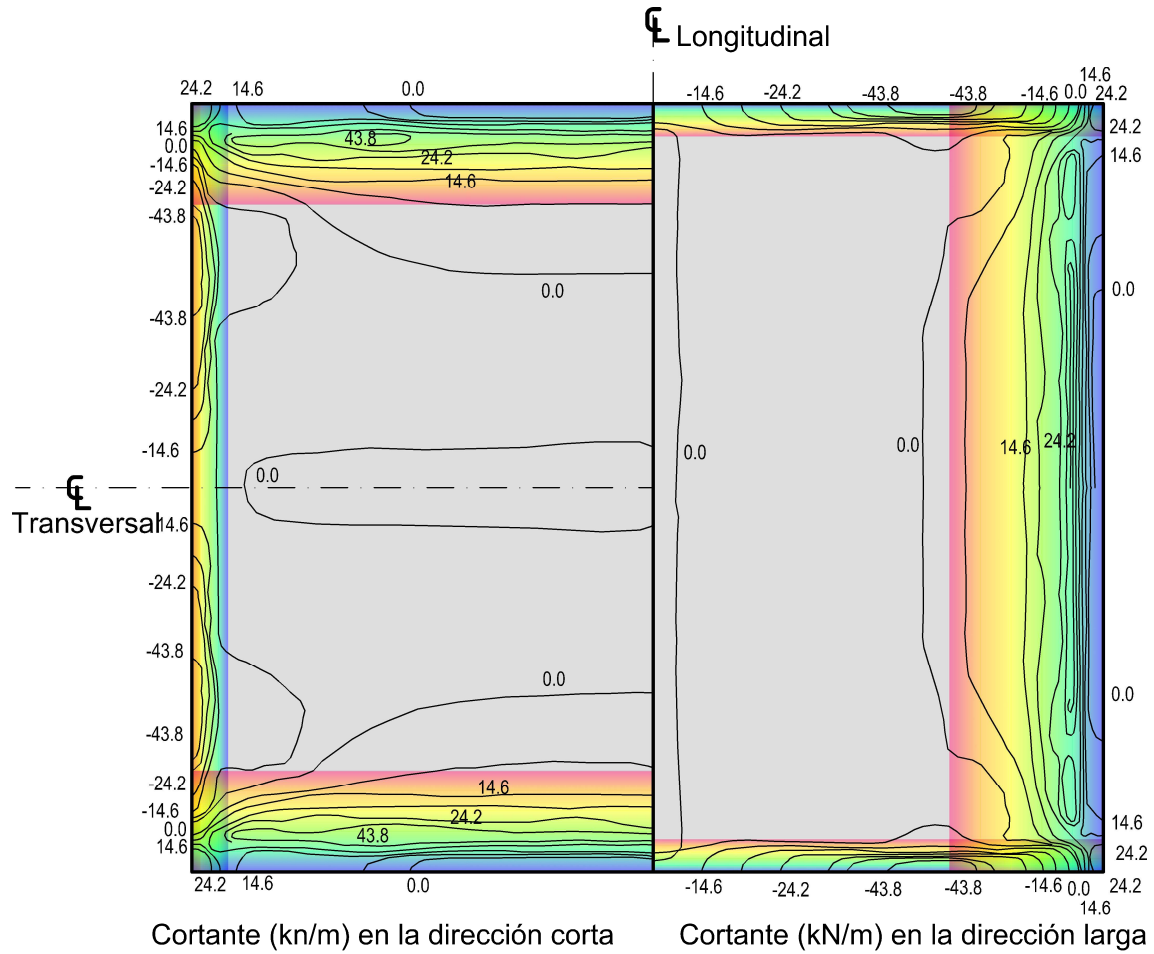 ℄ Longitudinal
14.6
24.2 14.6 0.0 -14.6 -24.2 -43.8 -43.8 -14.6 0.0 24.2
14.6 43.8 24.2
0.0 24.2 14.6
-14.6
-24.2 14.6
-43.8
0.0 0.0
-43.8
-24.2
-14.6 0.0 0.0 14.6 24.2
℄ 0.0
Transversal 14.6
-24.2
-43.8
0.0 0.0
-43.8
-24.2 14.6
-14.6 24.2 14.6
0.0 43.8
14.6 24.2
24.2 14.6 0.0 -14.6 -24.2 -43.8 -43.8 -14.6 0.0 24.2
14.6
Cortante (kn/m) en la dirección corta Cortante (kN/m) en la dirección larga